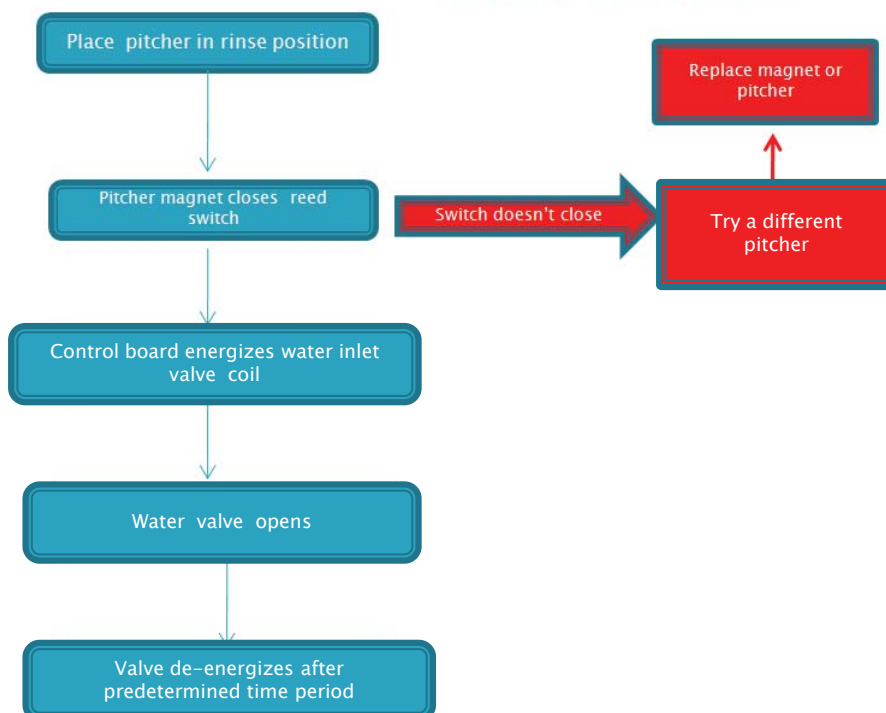 Place pitcher in rinse position
Replace magnet or
pitcher
Pitcher magnet closes reed
switch
Switch doesn't close
Try a different
pitcher
Control board energizes water inlet
valve coil
Water valve opens
Valve de-energizes after
predetermined time period